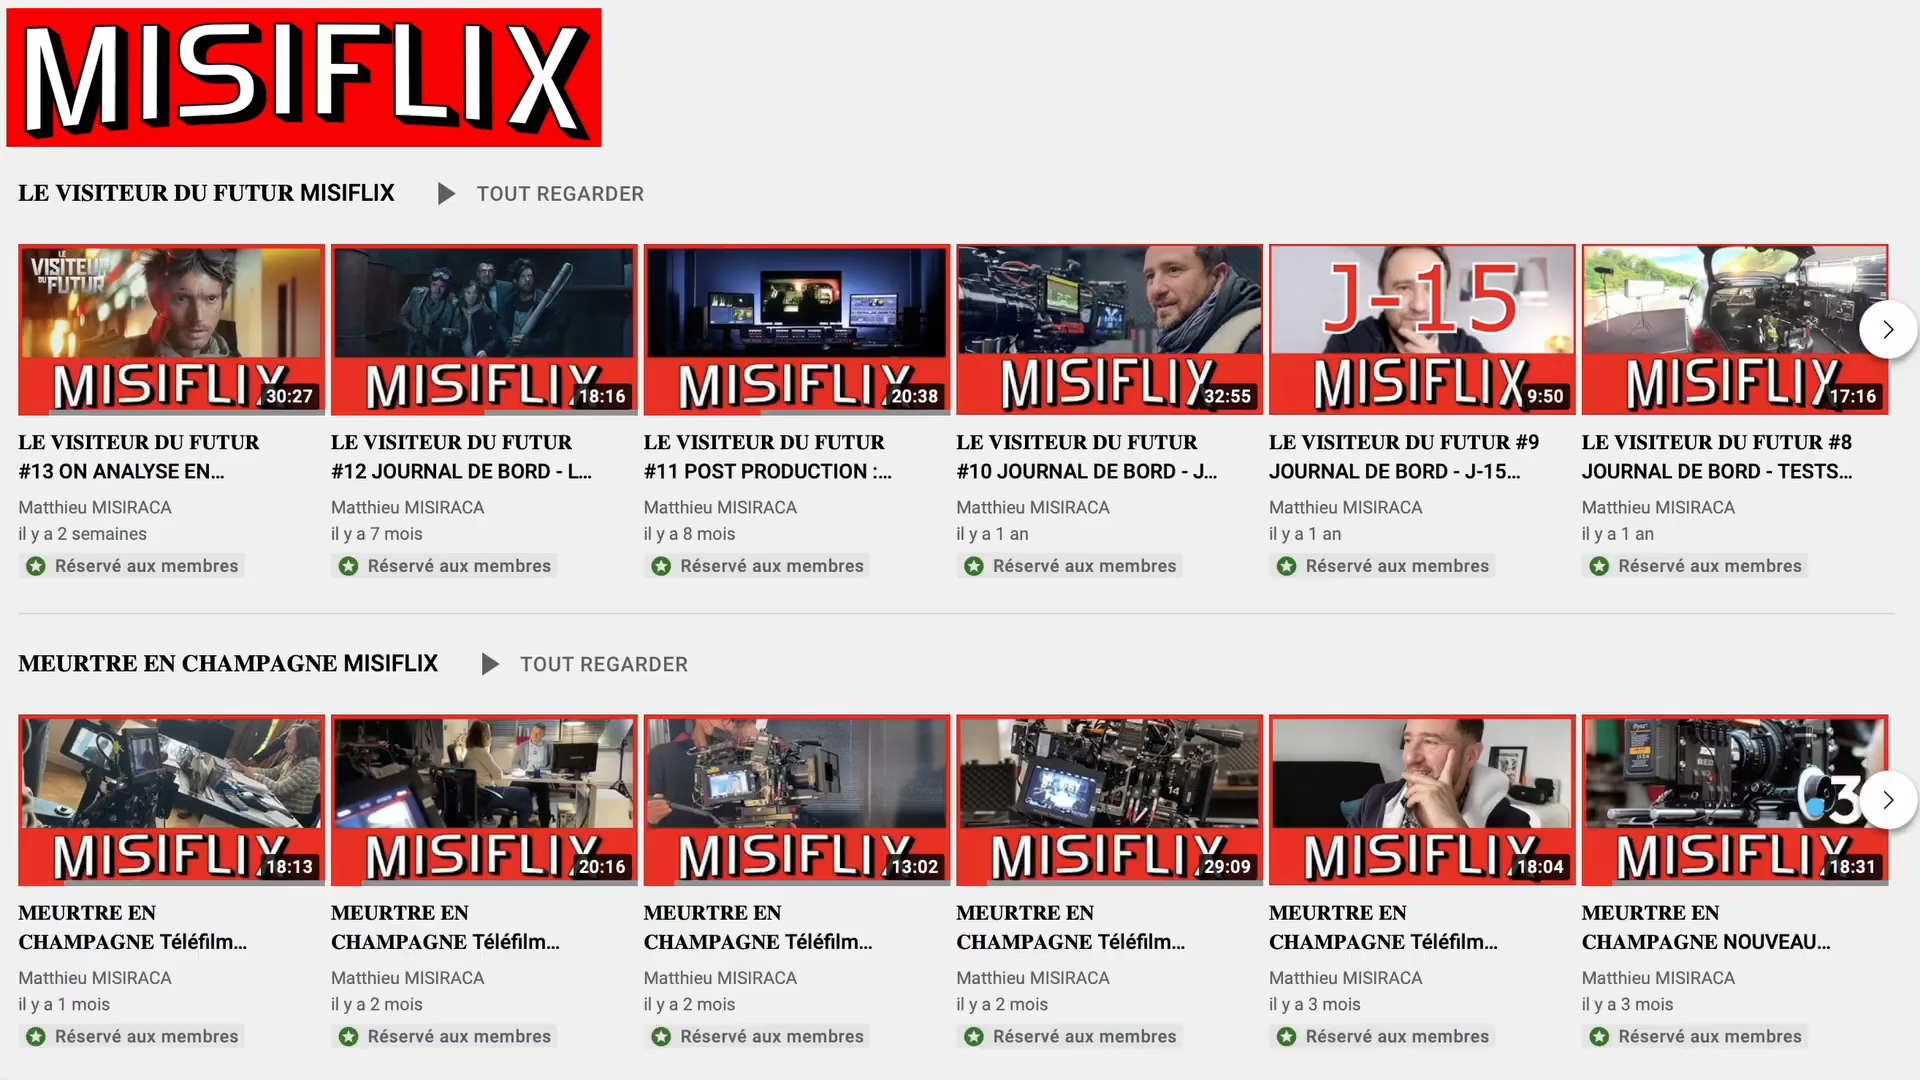 MISIFLIX
LE VISITEUR DU FUTUR MISIFLIX TOUT REGARDER
LE VISITEUR DU FUTUR
J-15
MISIFLIX 30:27 MISIFLIX 18:16 MISIFLIX 20:38 MISIFLIX 32:55 MISIFLIX 9:50 MISIFLIX 17:16
LE VISITEUR DU FUTUR
#13 ON ANALYSE EN...
Matthieu MISIRACA
il y a 2 semaines
Réservé aux membres
LE VISITEUR DU FUTUR
#12 JOURNAL DE BORD - L...
Matthieu MISIRACA
il y a 7 mois
Réservé aux membres
LE VISITEUR DU FUTUR
#11 POST PRODUCTION :...
Matthieu MISIRACA
il y a 8 mois
Réservé aux membres
LE VISITEUR DU FUTUR
#10 JOURNAL DE BORD - J...
Matthieu MISIRACA
il y a 1 an
Réservé aux membres
LE VISITEUR DU FUTUR #9
JOURNAL DE BORD - J-15...
Matthieu MISIRACA
il y a 1 an
Réservé aux membres
LE VISITEUR DU FUTUR #8
JOURNAL DE BORD - TESTS...
Matthieu MISIRACA
il y a 1 an
Réservé aux membres
MEURTRE EN CHAMPAGNE MISIFLIX TOUT REGARDER
14
3
MISIFLIX 18:13 MISIFLIX 20:16 MISIFLIX 13:02 MISIFLIX 29:09 MISIFLIX 18:04 MISIFLIX 18:31
MEURTRE EN
CHAMPAGNE Téléfilm...
Matthieu MISIRACA
il y a 1 mois
Réservé aux membres
MEURTRE EN
CHAMPAGNE Téléfilm...
Matthieu MISIRACA
il y a 2 mois
Réservé aux membres
MEURTRE EN
CHAMPAGNE Téléfilm...
Matthieu MISIRACA
il y a 2 mois
Réservé aux membres
MEURTRE EN
CHAMPAGNE Téléfilm...
Matthieu MISIRACA
il y a 2 mois
Réservé aux membres
MEURTRE EN
CHAMPAGNE Téléfilm...
Matthieu MISIRACA
il y a 3 mois
Réservé aux membres
MEURTRE EN
CHAMPAGNE NOUVEAU...
Matthieu MISIRACA
il y a 3 mois
Réservé aux membres